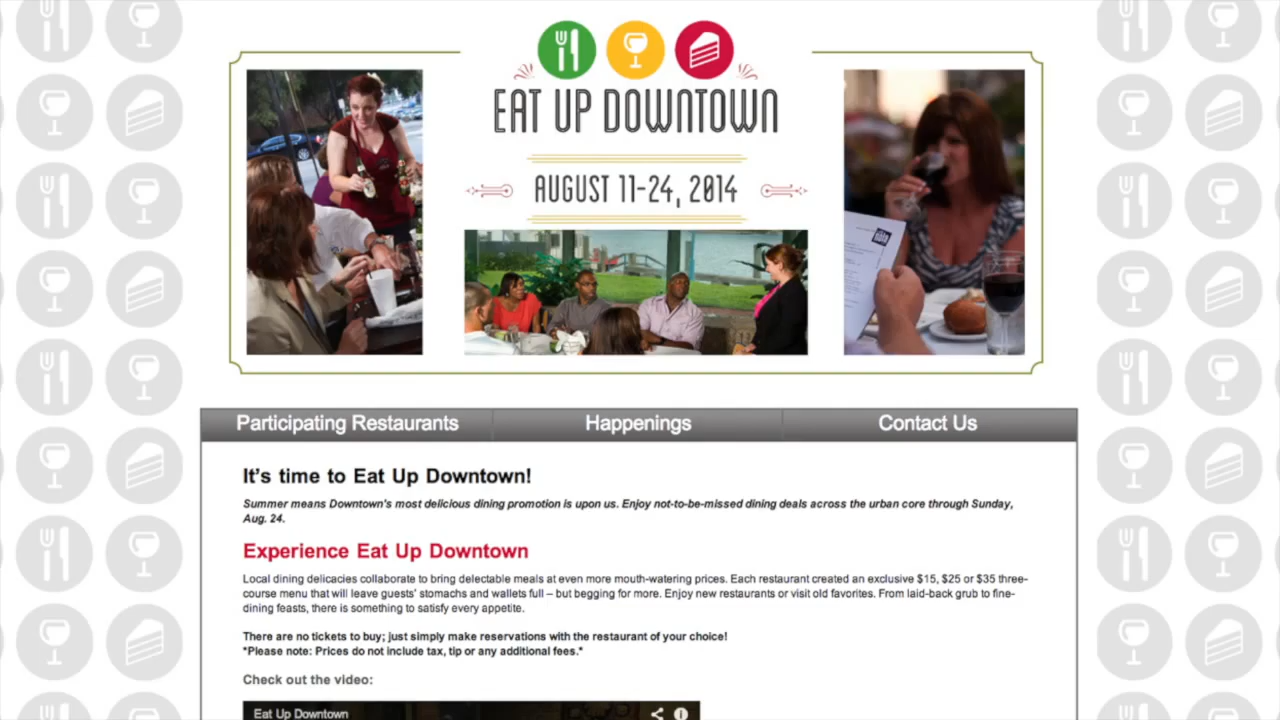 EAT UP DOWNTOWN
AUGUST 11-24, 2014
Participating Restaurants
Happenings
Contact Us
It's time to Eat Up Downtown!
Summer means Downtown's most delicious dining promotion is upon us. Enjoy not-to-be-missed dining deals across the urban core through Sunday,
Aug. 24.
Experience Eat Up Downtown
Local dining delicacies collaborate to bring delectable meals at even more mouth-watering prices. Each restaurant created an exclusive $15, $25 or $35 three-
course menu that will leave guests' stomachs and wallets full – but begging for more. Enjoy new restaurants or visit old favorites. From laid-back grub to fine-
dining feasts, there is something to satisfy every appetite.
There are no tickets to buy; just simply make reservations with the restaurant of your choice!
*Please note: Prices do not include tax, tip or any additional fees.*
Check out the video:
Eat Up Downtown